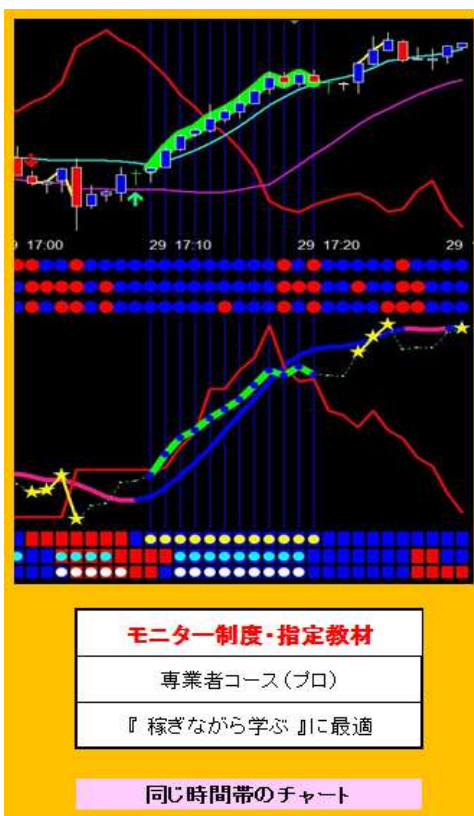 29 17:00 29 17:10 29 17:20 29 1
モニター制度・指定教材
専業者コース(プロ)
『 稼ぎながら学ぶ 』に最適
同じ時間帯のチャート